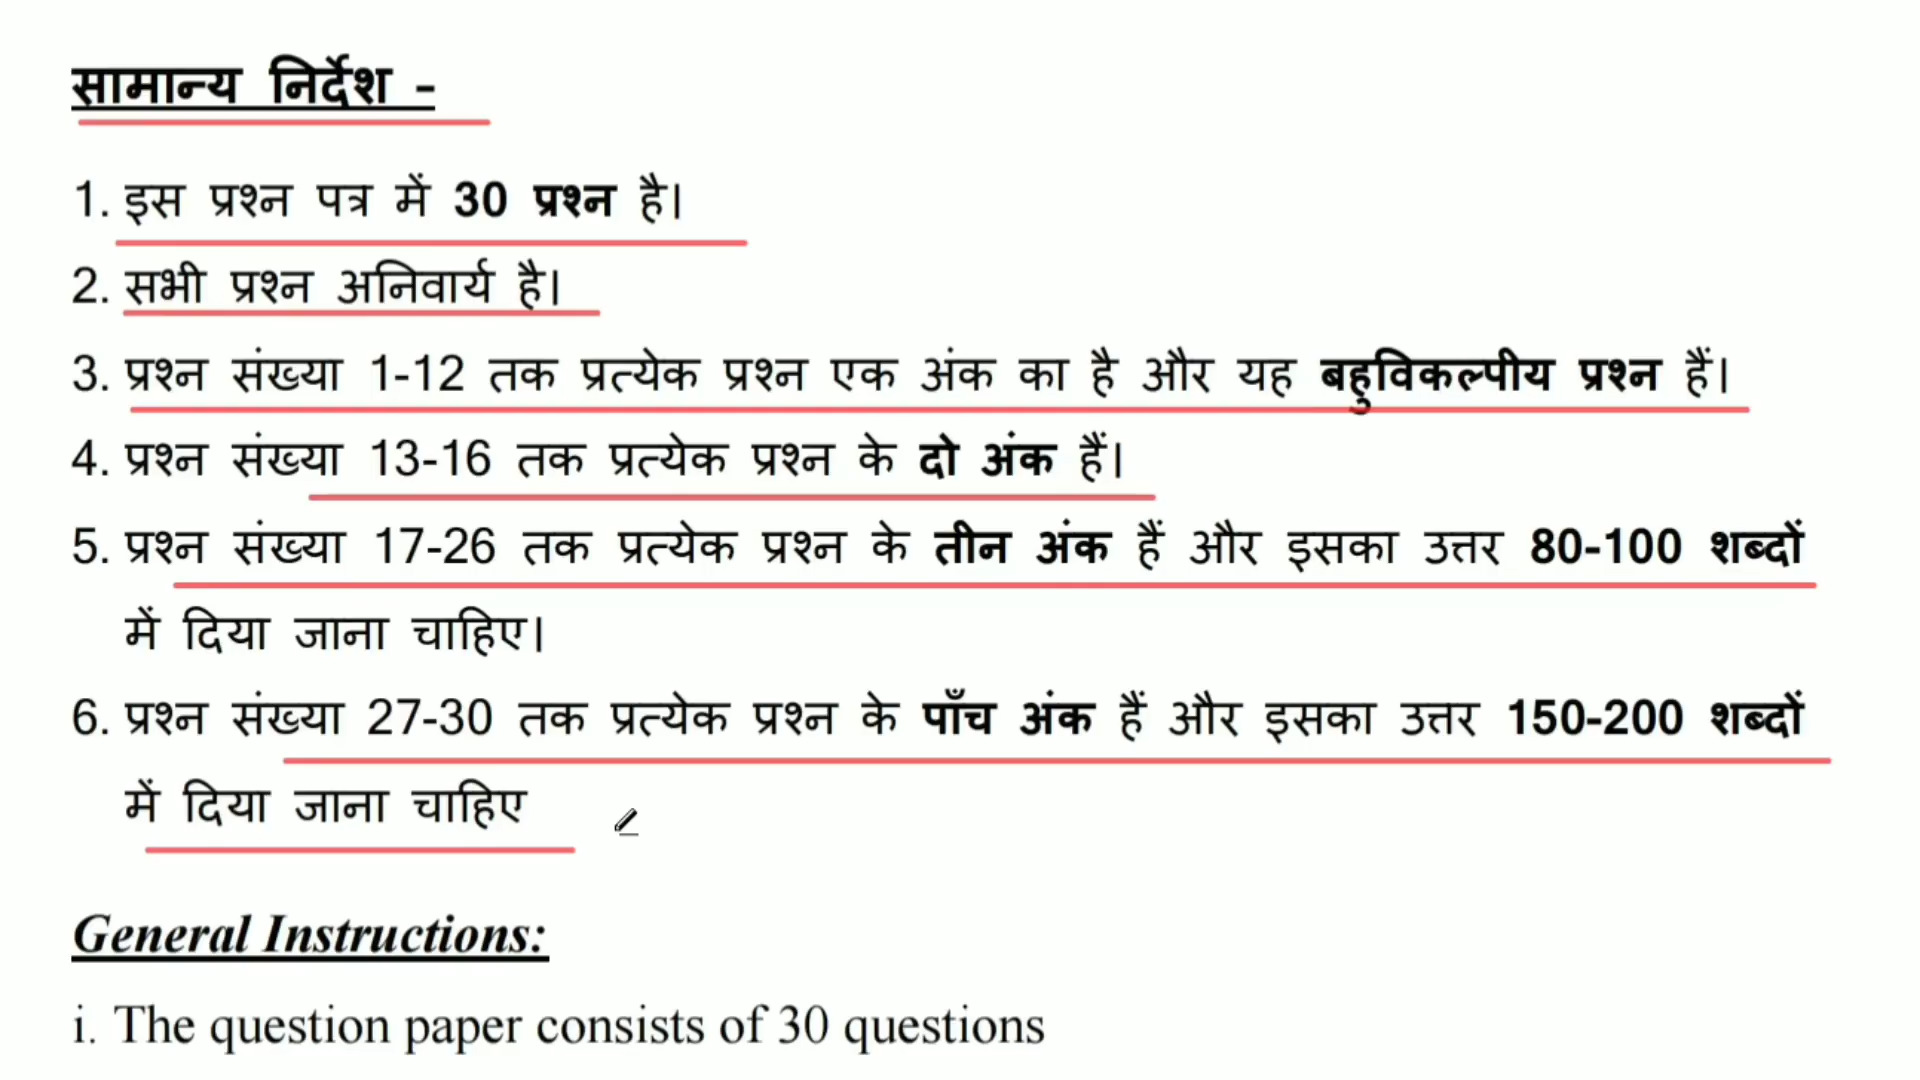 सामान्य निर्देश -
1. इस प्रश्न पत्र में 30 प्रश्न है।
2. सभी प्रश्न अनिवार्य है।
3. प्रश्न संख्या 1-12 तक प्रत्येक प्रश्न एक अंक का है और यह बहुविकल्पीय प्रश्न हैं।
4. प्रश्न संख्या 13-16 तक प्रत्येक प्रश्न के दो अंक हैं।
5. प्रश्न संख्या 17-26 तक प्रत्येक प्रश्न के तीन अंक हैं और इसका उत्तर 80-100 शब्दों
में दिया जाना चाहिए।
6. प्रश्न संख्या 27-30 तक प्रत्येक प्रश्न के पाँच अंक हैं और इसका उत्तर 150-200 शब्दों
में दिया जाना चाहिए
General Instructions:
i. The question paper consists of 30 questions